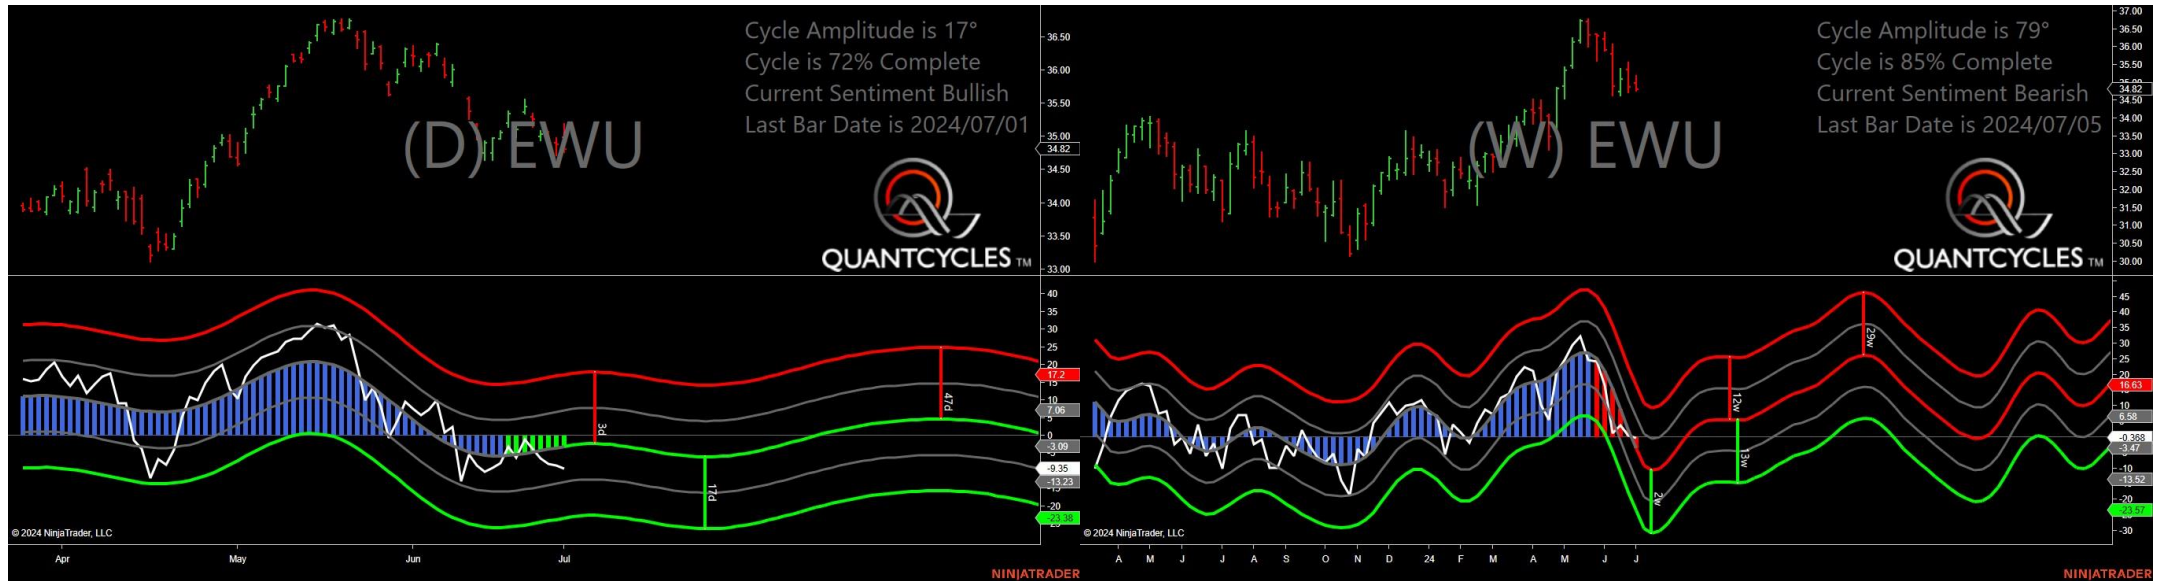 Cycle Amplitude is 17°
Cycle is 72% Complete
Current Sentiment Bullish
Last Bar Date is 2024/07/01
(D) EWU
QUANTCYCLES TM
36.50
36.00
35.50
35.00
34.82
34.50
34.00
33.50
33.00
40
35
30
25
20
17.2
15
10
7.06
5
0
-3.09
-9.35
-13.23
-23.38
3d
17d
47d
© 2024 NinjaTrader, LLC
Apr May Jun Jul
NINJATRADER
Cycle Amplitude is 79°
Cycle is 85% Complete
Current Sentiment Bearish
Last Bar Date is 2024/07/05
(W) EWU
QUANTCYCLES TM
37.00
36.50
36.00
35.50
34.82
34.50
34.00
33.50
33.00
32.50
32.00
31.50
31.00
30.50
30.00
45
40
35
30
25
20
16.63
10
6.58
-0.368
-3.47
-10
-13.52
-20
-23.57
-30
2w
12w
13w
29w
© 2024 NinjaTrader, LLC
A M J J A S O N D 24 F M A M J J
NINJATRADER